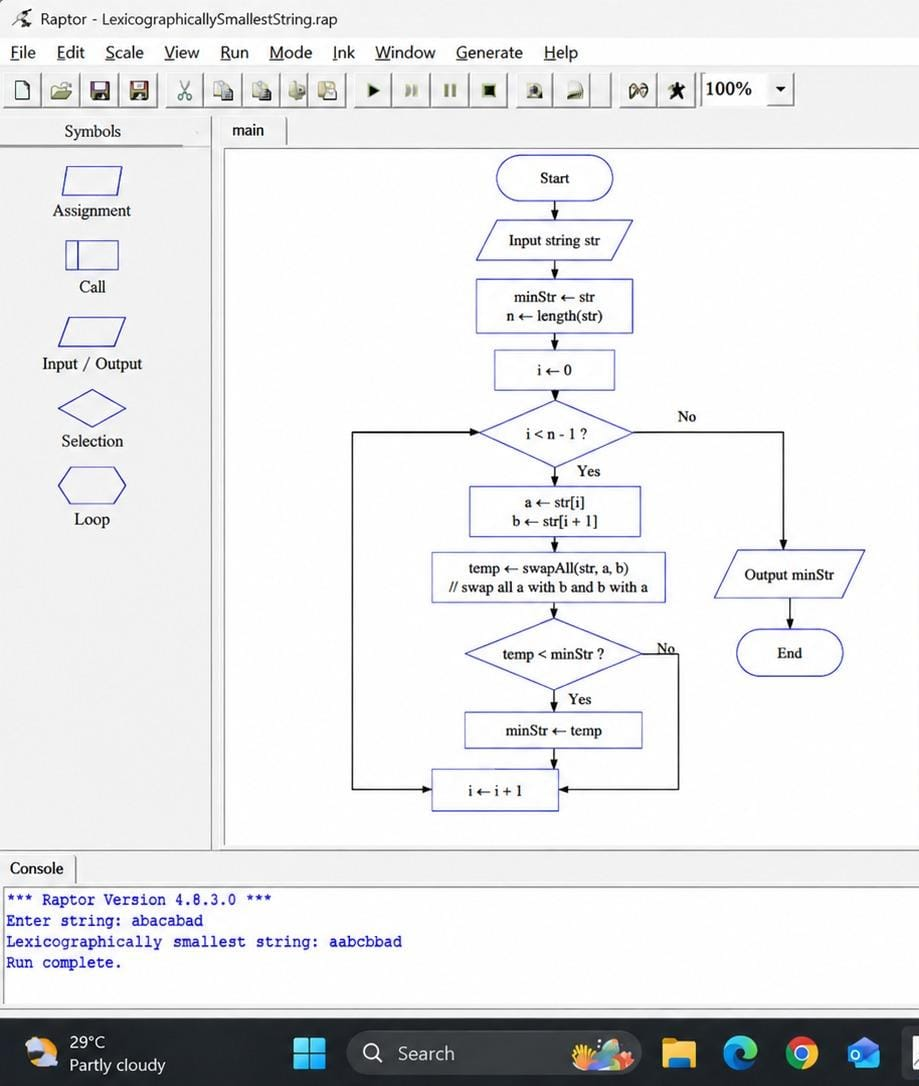 Raptor - LexicographicallySmallestString.rap
File Edit Scale View Run Mode Ink Window Generate Help
100%
Symbols
main
Assignment
Call
Input / Output
Selection
Loop
Start
Input string str
minStr ← str
n ← length(str)
i ← 0
i < n - 1 ?
No
Yes
a ← str[i]
b ← str[i + 1]
temp ← swapAll(str, a, b)
// swap all a with b and b with a
temp < minStr ?
No
Yes
minStr ← temp
i ← i + 1
Output minStr
End
Console
*** Raptor Version 4.8.3.0 ***
Enter string: abacabad
Lexicographically smallest string: aabcbbad
Run complete.
29°C
Partly cloudy
Search